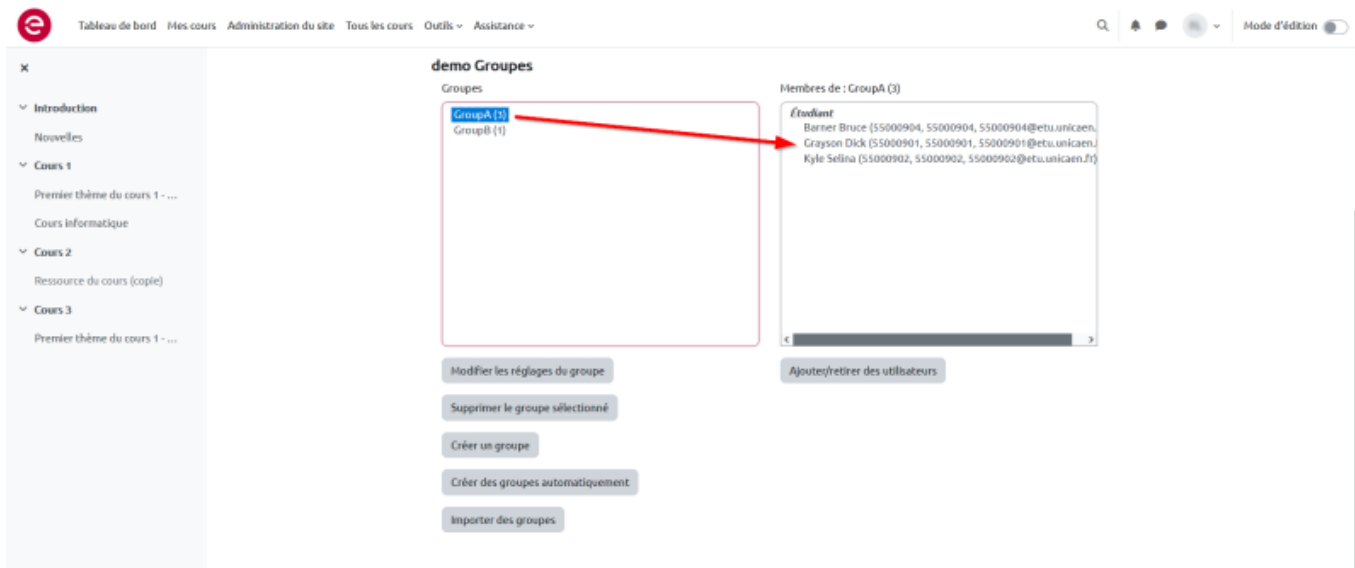 e
Tableau de bord Mes cours Administration du site Tous les cours Outils Assistance Mode d'édition
demo Groupes
Groupes
Membres de : GroupA (3)
GroupA (3)
GroupB (1)
Étudiant
Barner Bruce (55000904, 55000904, 55000904@etu.unicaen.
Grayson Dick (55000901, 55000901, 55000901@etu.unicaen.
Kyle Selina (55000902, 55000902, 55000902@etu.unicaen.fr)
Introduction
Nouvelles
Cours 1
Premier thème du cours 1 - ...
Cours informatique
Cours 2
Ressource du cours (copie)
Cours 3
Premier thème du cours 1 - ...
Modifier les réglages du groupe
Ajouter/retirer des utilisateurs
Supprimer le groupe sélectionné
Créer un groupe
Créer des groupes automatiquement
Importer des groupes